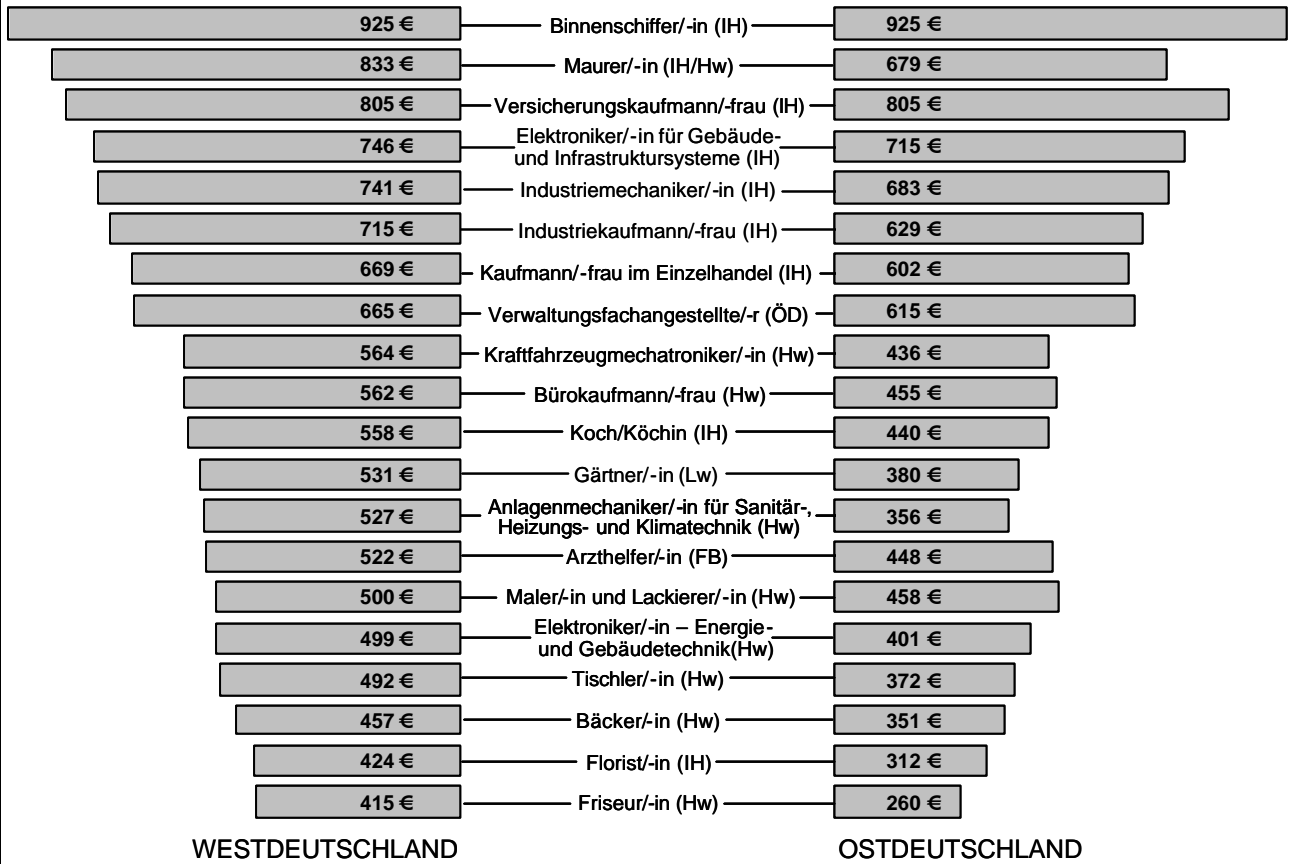 925 € Binnenschiffer/-in (IH) 925 €
833 € Maurer/-in (IH/Hw) 679 €
805 € Versicherungskaufmann/-frau (IH) 805 €
746 € Elektroniker/-in für Gebäude- 715 €
und Infrastruktursysteme (IH)
741 € Industriemechaniker/-in (IH) 683 €
715 € Industriekaufmann/-frau (IH) 629 €
669 € Kaufmann/-frau im Einzelhandel (IH) 602 €
665 € Verwaltungsfachangestellte/-r (ÖD) 615 €
564 € Kraftfahrzeugmechatroniker/-in (Hw) 436 €
562 € Bürokaufmann/-frau (Hw) 455 €
558 € Koch/Köchin (IH) 440 €
531 € Gärtner/-in (Lw) 380 €
527 € Anlagenmechaniker/-in für Sanitär-, 356 €
Heizungs- und Klimatechnik (Hw)
522 € Arzthelfer/-in (FB) 448 €
500 € Maler/-in und Lackierer/-in (Hw) 458 €
499 € Elektroniker/-in – Energie- 401 €
und Gebäudetechnik(Hw)
492 € Tischler/-in (Hw) 372 €
457 € Bäcker/-in (Hw) 351 €
424 € Florist/-in (IH) 312 €
415 € Friseur/-in (Hw) 260 €
WESTDEUTSCHLAND OSTDEUTSCHLAND